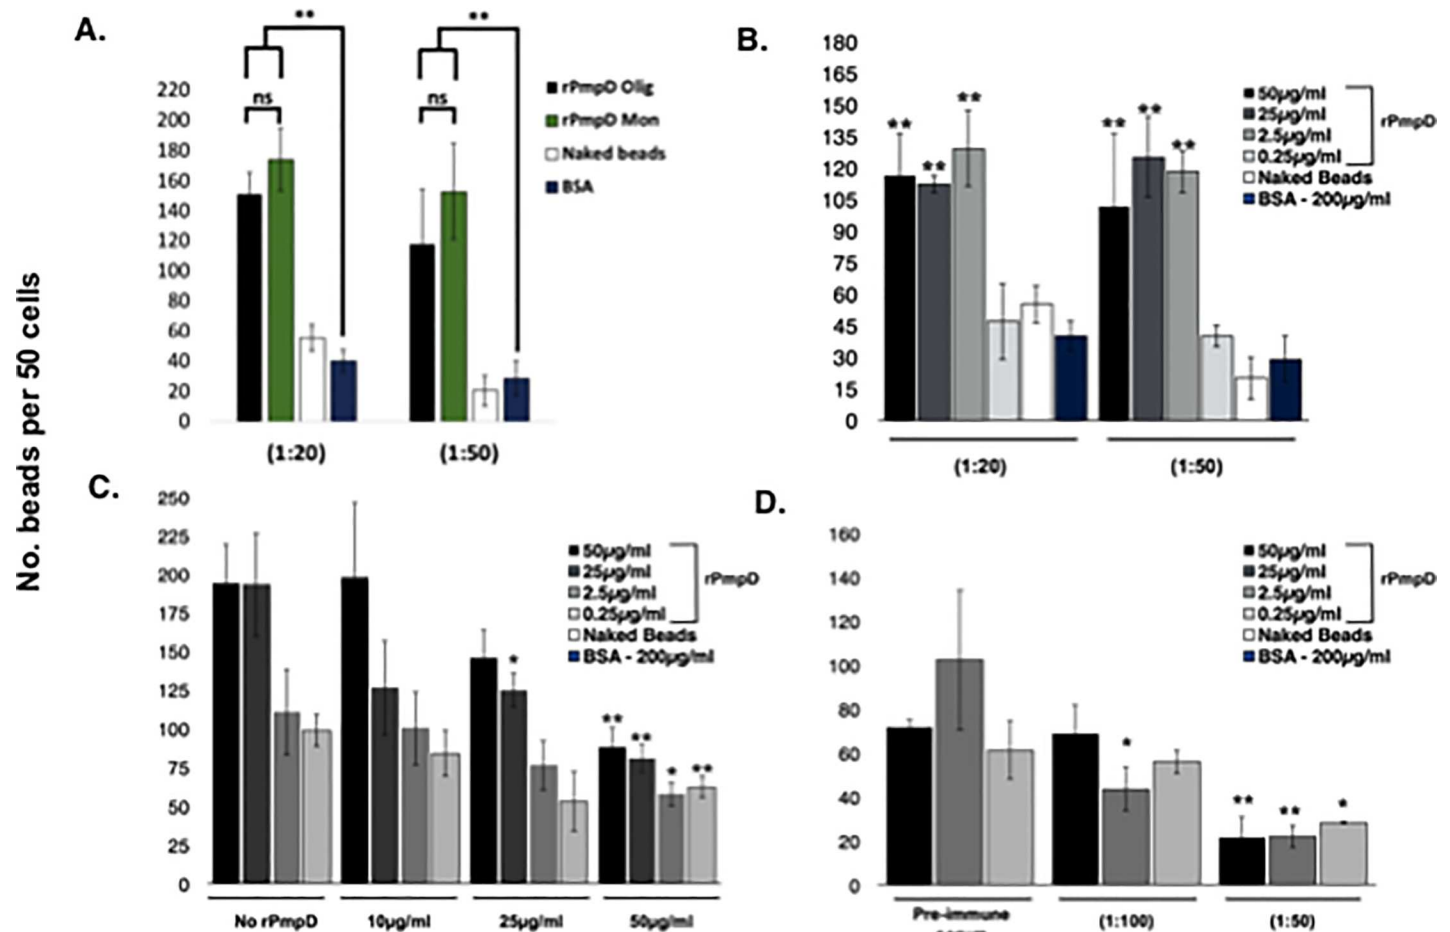 No. beads per 50 cells
A.
**
**
ns
ns
220
200
180
160
140
120
100
80
60
40
20
0
rPmpD Olig
rPmpD Mon
Naked beads
BSA
(1:20)
(1:50)
B.
180
165
150
135
120
105
90
75
60
45
30
15
0
**
**
**
**
**
**
50µg/ml
25µg/ml
2.5µg/ml
0.25µg/ml
rPmpD
Naked Beads
BSA - 200µg/ml
(1:20)
(1:50)
C.
250
225
200
175
150
125
100
75
50
25
0
*
**
**
*
**
50µg/ml
25µg/ml
2.5µg/ml
0.25µg/ml
rPmpD
Naked Beads
BSA - 200µg/ml
No rPmpD
10µg/ml
25µg/ml
50µg/ml
D.
160
140
120
100
80
60
40
20
0
*
**
**
*
50µg/ml
25µg/ml
2.5µg/ml
0.25µg/ml
rPmpD
Naked Beads
BSA - 200µg/ml
Pre-immune
(1:100)
(1:50)